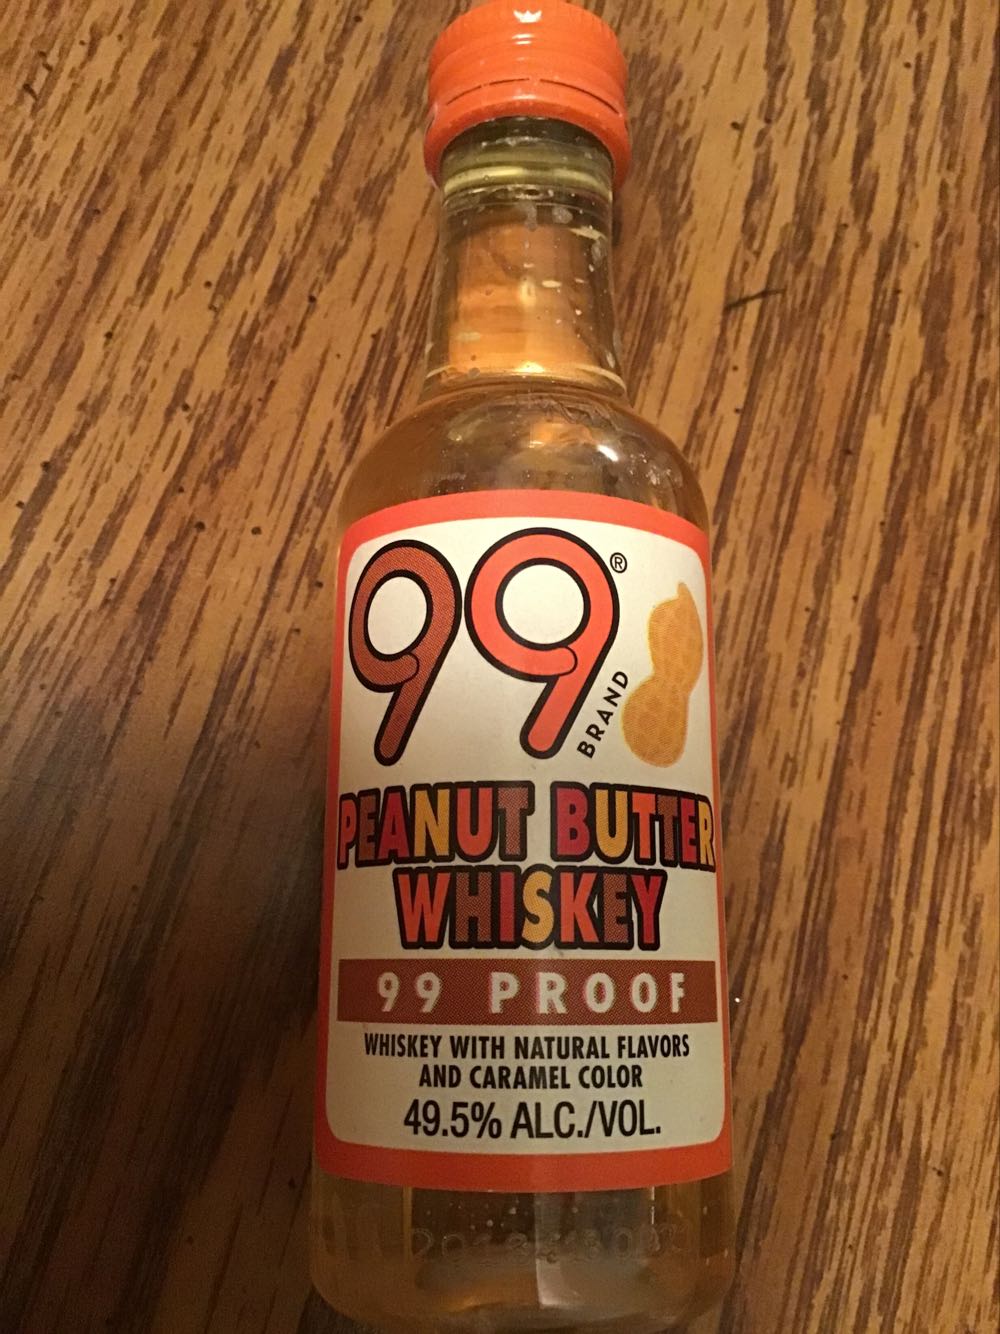 99®
BRAND
PEANUT BUTTER
WHISKEY
99 PROOF
WHISKEY WITH NATURAL FLAVORS
AND CARAMEL COLOR
49.5% ALC./VOL.